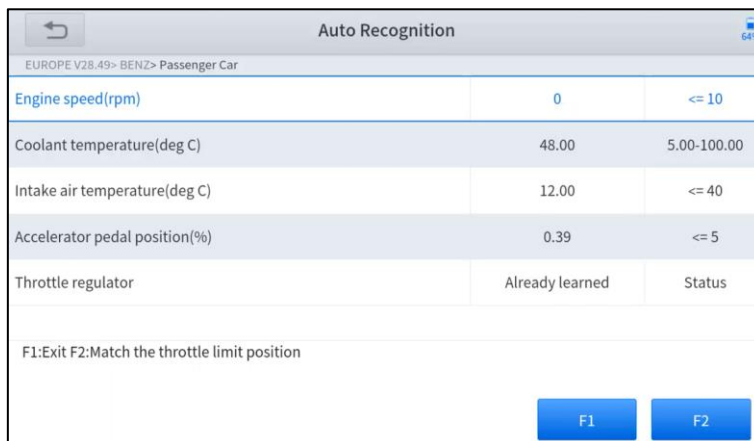 Auto Recognition
64%
EUROPE V28.49> BENZ> Passenger Car
Engine speed(rpm) 0 <= 10
Coolant temperature(deg C) 48.00 5.00-100.00
Intake air temperature(deg C) 12.00 <= 40
Accelerator pedal position(%) 0.39 <= 5
Throttle regulator Already learned Status
F1:Exit F2:Match the throttle limit position
F1 F2